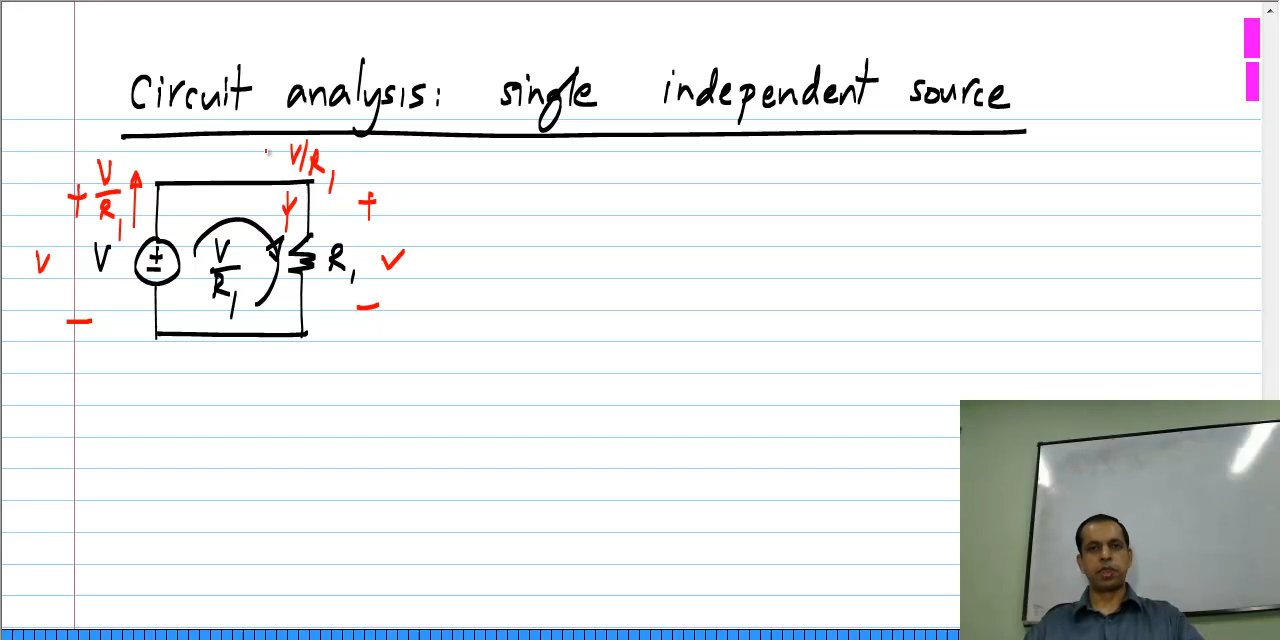 Circuit analysis: single independent source
V/R1
+ V/R1 +
V V ± V/R1 R1 V
- -